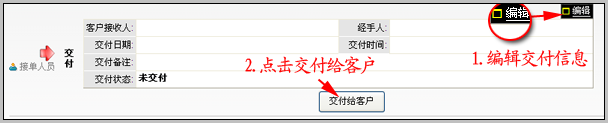 编辑 编辑
客户接收人: 经手人:
交付日期: 交付时间:
接单人员 交付 交付备注:
交付状态: 未交付
1.编辑交付信息
2.点击交付给客户
交付给客户